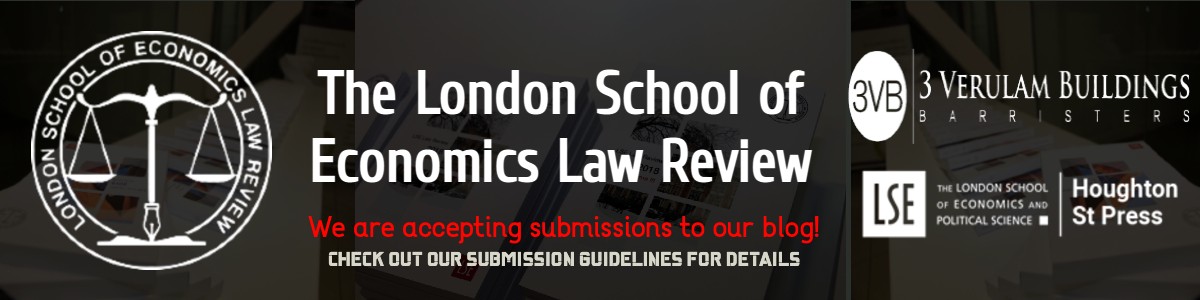 LONDON SCHOOL OF ECONOMICS LAW REVIEW
The London School of
Economics Law Review
We are accepting submissions to our blog!
CHECK OUT OUR SUBMISSION GUIDELINES FOR DETAILS
3VB
3 VERULAM BUILDINGS
BARRISTERS
LSE
THE LONDON SCHOOL
OF ECONOMICS AND
POLITICAL SCIENCE
Houghton
St Press